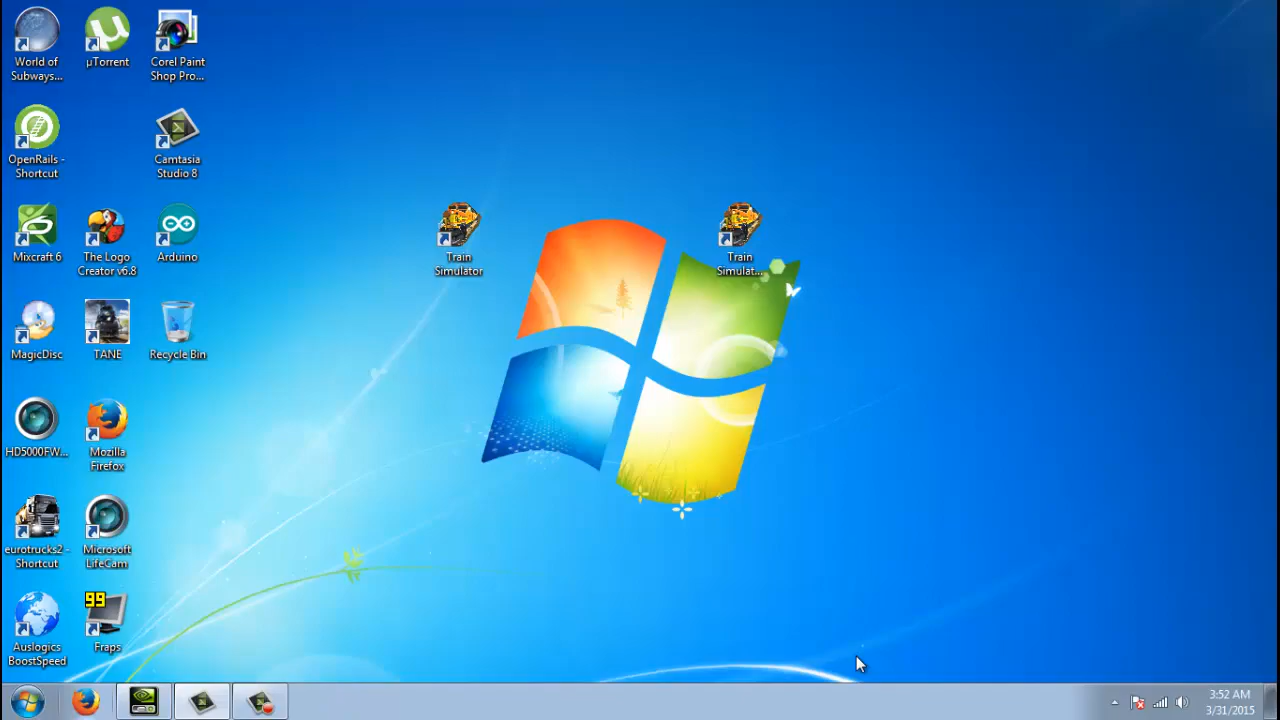 World of
Subways...
µTorrent
Corel Paint
Shop Pro...
OpenRails -
Shortcut
Camtasia
Studio 8
Mixcraft 6
The Logo
Creator v6.8
Arduino
Train
Simulator
Train
Simulat...
MagicDisc
TANE
Recycle Bin
HD5000FW...
Mozilla
Firefox
eurotrucks2 -
Shortcut
Microsoft
LifeCam
99
Auslogics
BoostSpeed
Fraps
3:52 AM
3/31/2015